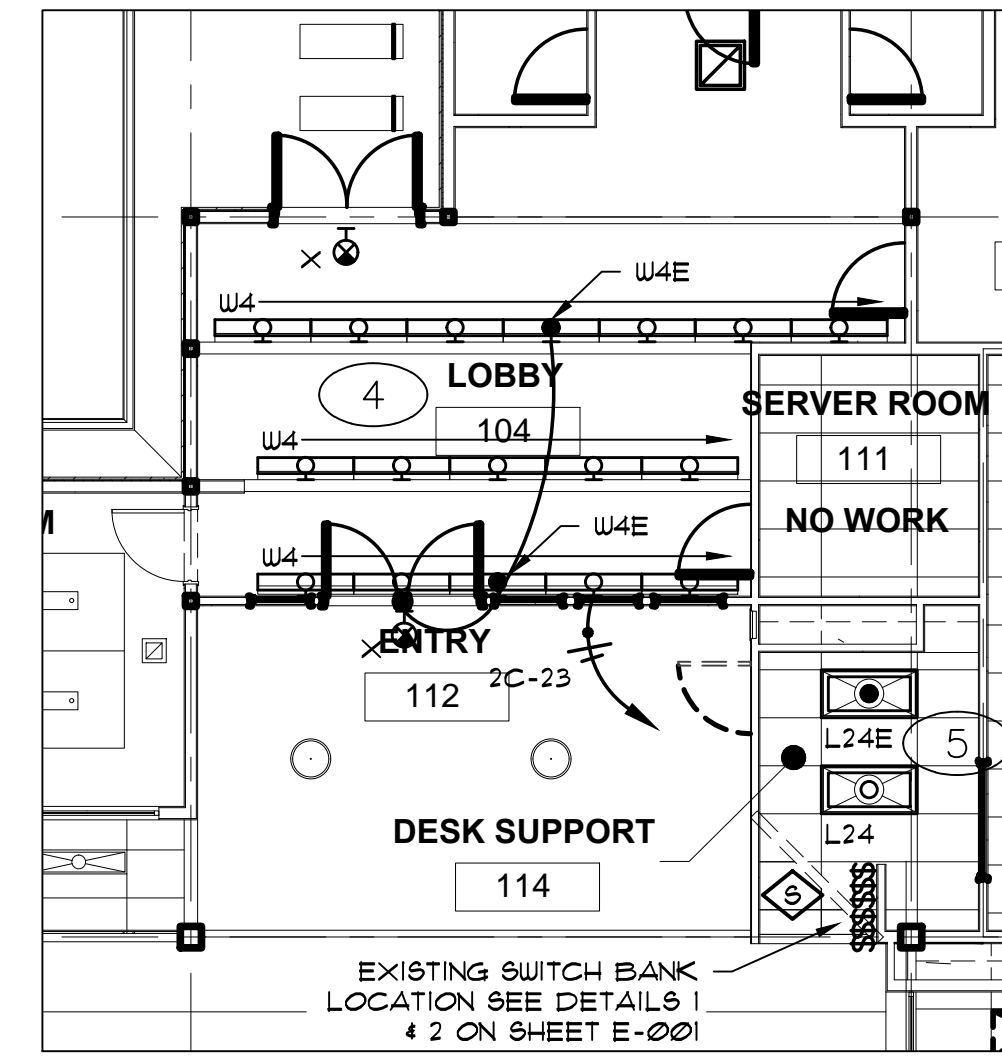 W4E
W4
LOBBY
4
104
SERVER ROOM
111
W4
NO WORK
W4E
M
W4
ENTRY
112
2C-23
L24E
5
DESK SUPPORT
L24
114
S
$$$$$$
EXISTING SWITCH BANK
LOCATION SEE DETAILS 1
& 2 ON SHEET E-001